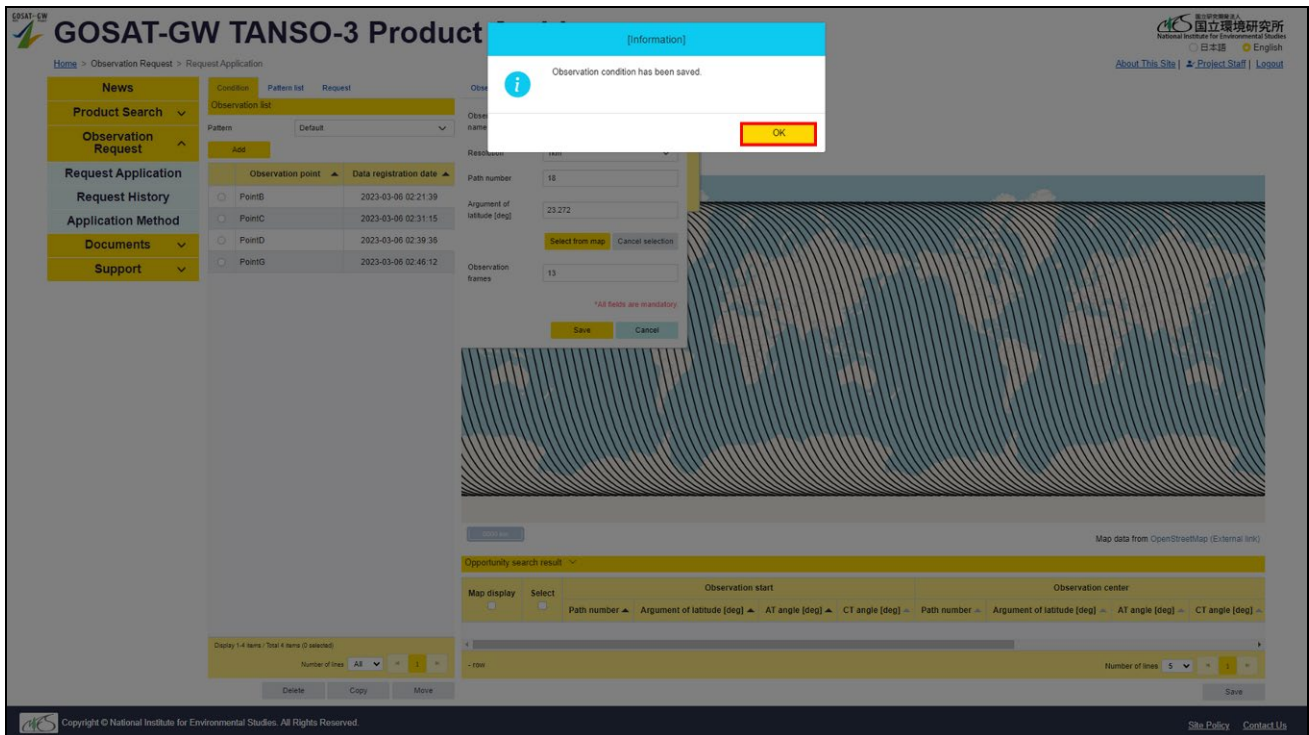 GOSAT-GW
GOSAT-GW TANSO-3 Product
国立研究開発法人
国立環境研究所
National Institute for Environmental Studies
日本語 English
Home > Observation Request > Request Application
About This Site | Project Staff | Logout
[Information]
Observation condition has been saved.
OK
News
Product Search
Observation
Request
Request Application
Request History
Application Method
Documents
Support
Condition Pattern list Request
Observation list
Pattern Default
Add
Observation point ▲ Data registration date ▲
PointB 2023-03-06 02:21:39
PointC 2023-03-06 02:31:15
PointD 2023-03-06 02:39:36
PointG 2023-03-06 02:46:12
Display 1-4 items / Total 4 items (0 selected)
Number of lines All « 1 »
Delete Copy Move
name
Resolution
Path number 18
Argument of
latitude [deg] 23.272
Select from map Cancel selection
Observation
frames 13
*All fields are mandatory.
Save Cancel
Map data from OpenStreetMap (External link)
Opportunity search result
Map display Select Observation start Observation center
Path number ▲ Argument of latitude [deg] ▲ AT angle [deg] ▲ CT angle [deg] ▲ Path number ▲ Argument of latitude [deg] ▲ AT angle [deg] ▲ CT angle [deg] ▲
- row Number of lines 5 « 1 »
Save
Copyright © National Institute for Environmental Studies. All Rights Reserved.
Site Policy Contact Us